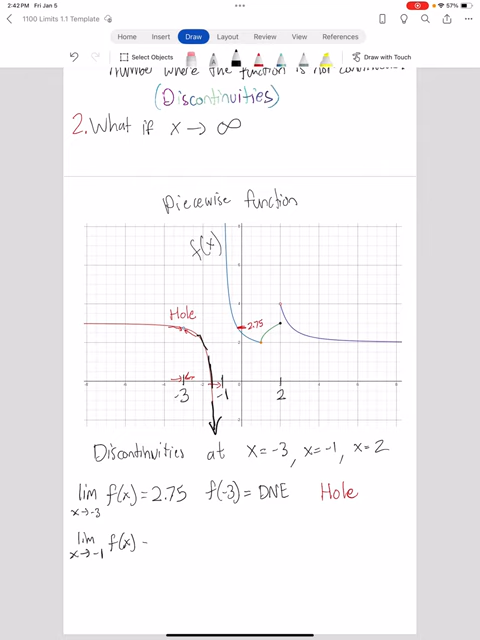 2:42 PM Fri Jan 5
57%
1100 Limits 1.1 Template
Home Insert Draw Layout Review View References
Select Objects
Draw with Touch
number where the function is not
(Discontinuities)
2. What if x → ∞
Piecewise function
f(x)
Hole
2.75
-3 -1 2
Discontinuities at x=-3, x=-1, x=2
lim f(x) = 2.75 f(-3) = DNE Hole
x→-3
lim f(x) -
x→-1